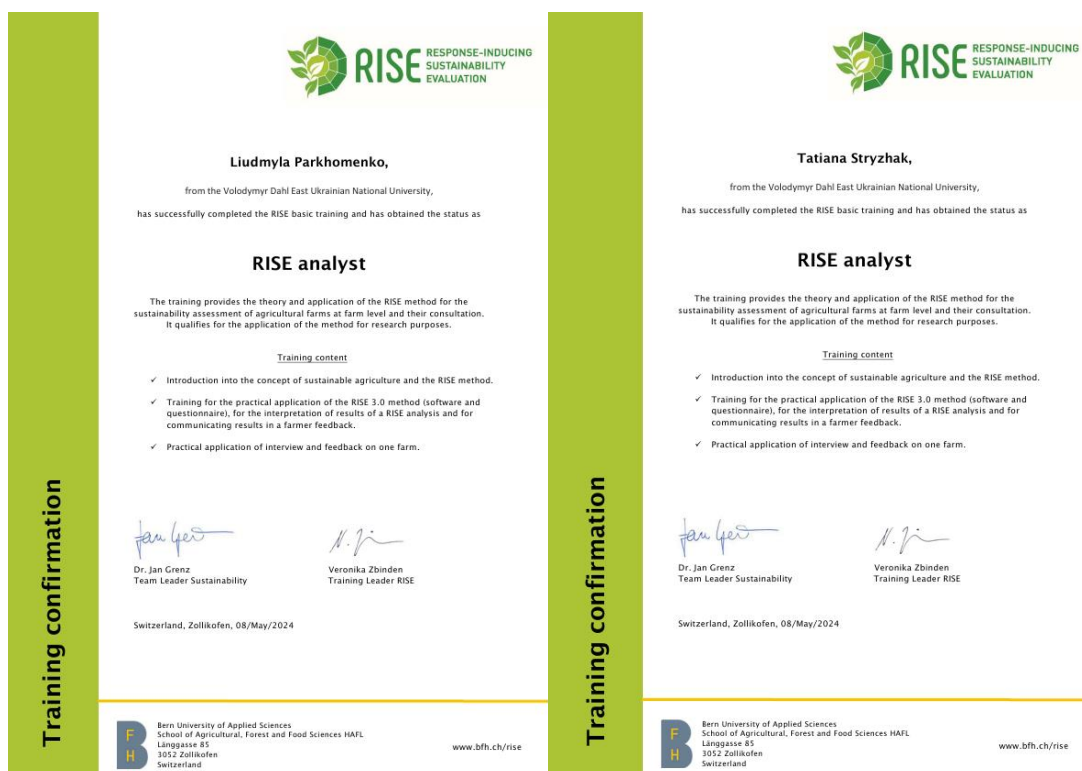 RISE RESPONSE-INDUCING
SUSTAINABILITY
EVALUATION
Liudmyla Parkhomenko,
from the Volodymyr Dahl East Ukrainian National University,
has successfully completed the RISE basic training and has obtained the status as
RISE analyst
The training provides the theory and application of the RISE method for the
sustainability assessment of agricultural farms at farm level and their consultation.
It qualifies for the application of the method for research purposes.
Training content
✓ Introduction into the concept of sustainable agriculture and the RISE method.
✓ Training for the practical application of the RISE 3.0 method (software and
questionnaire), for the interpretation of results of a RISE analysis and for
communicating results in a farmer feedback.
✓ Practical application of interview and feedback on one farm.
Dr. Jan Grenz
Team Leader Sustainability
Veronika Zbinden
Training Leader RISE
Switzerland, Zollikofen, 08/May/2024
Training confirmation
BFH
Bern University of Applied Sciences
School of Agricultural, Forest and Food Sciences HAFL
Länggasse 85
3052 Zollikofen
Switzerland
www.bfh.ch/rise
RISE RESPONSE-INDUCING
SUSTAINABILITY
EVALUATION
Tatiana Stryzhak,
from the Volodymyr Dahl East Ukrainian National University,
has successfully completed the RISE basic training and has obtained the status as
RISE analyst
The training provides the theory and application of the RISE method for the
sustainability assessment of agricultural farms at farm level and their consultation.
It qualifies for the application of the method for research purposes.
Training content
✓ Introduction into the concept of sustainable agriculture and the RISE method.
✓ Training for the practical application of the RISE 3.0 method (software and
questionnaire), for the interpretation of results of a RISE analysis and for
communicating results in a farmer feedback.
✓ Practical application of interview and feedback on one farm.
Dr. Jan Grenz
Team Leader Sustainability
Veronika Zbinden
Training Leader RISE
Switzerland, Zollikofen, 08/May/2024
Training confirmation
BFH
Bern University of Applied Sciences
School of Agricultural, Forest and Food Sciences HAFL
Länggasse 85
3052 Zollikofen
Switzerland
www.bfh.ch/rise